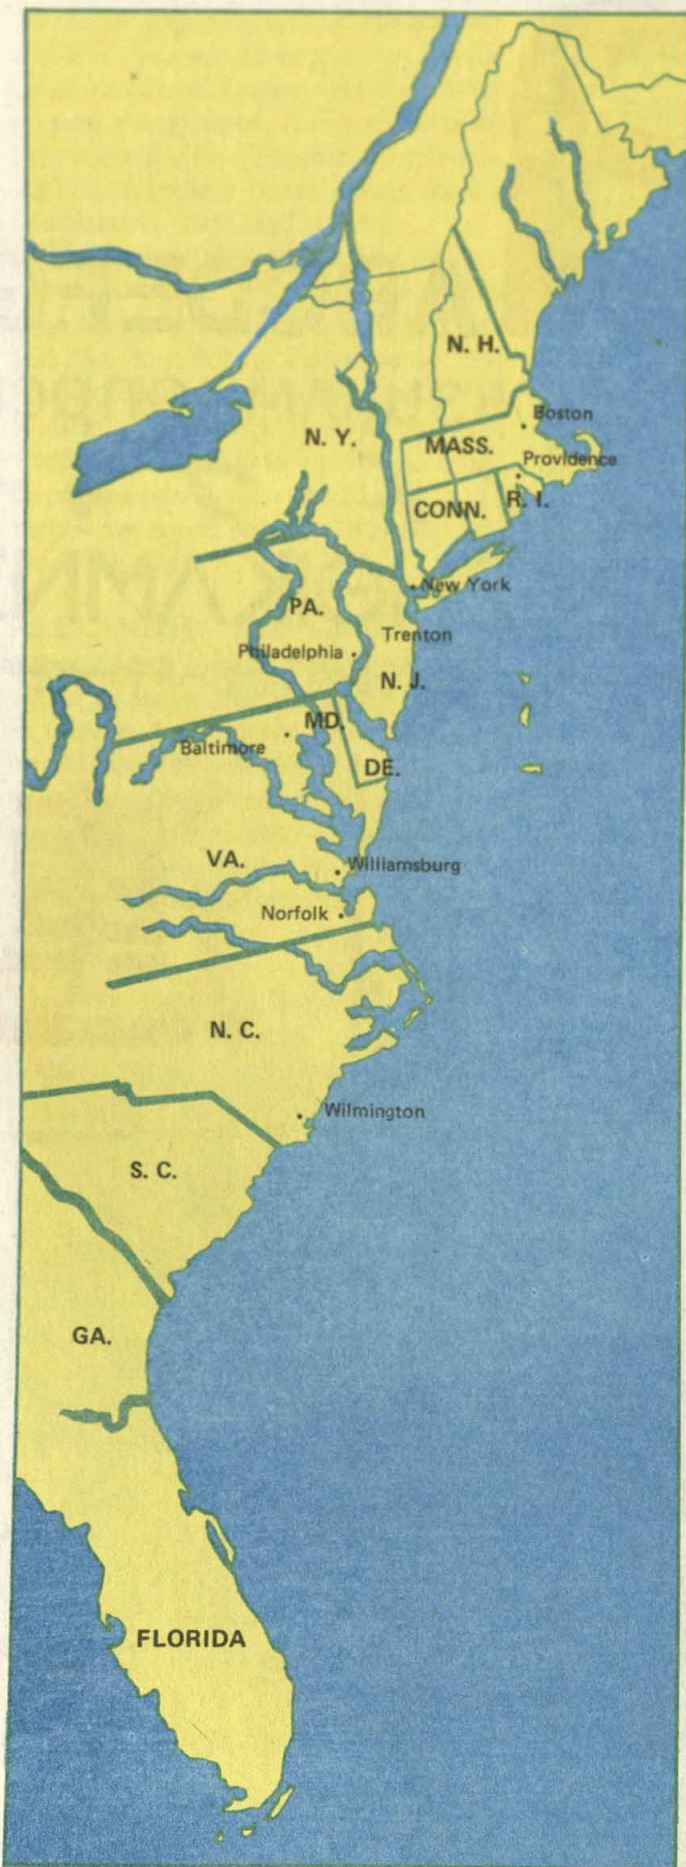 N. H.
Boston
N. Y.
MASS.
Providence
R. I.
CONN.
New York
PA.
Trenton
Philadelphia
N. J.
MD.
Baltimore
DE.
VA.
Williamsburg
Norfolk
N. C.
Wilmington
S. C.
GA.
FLORIDA